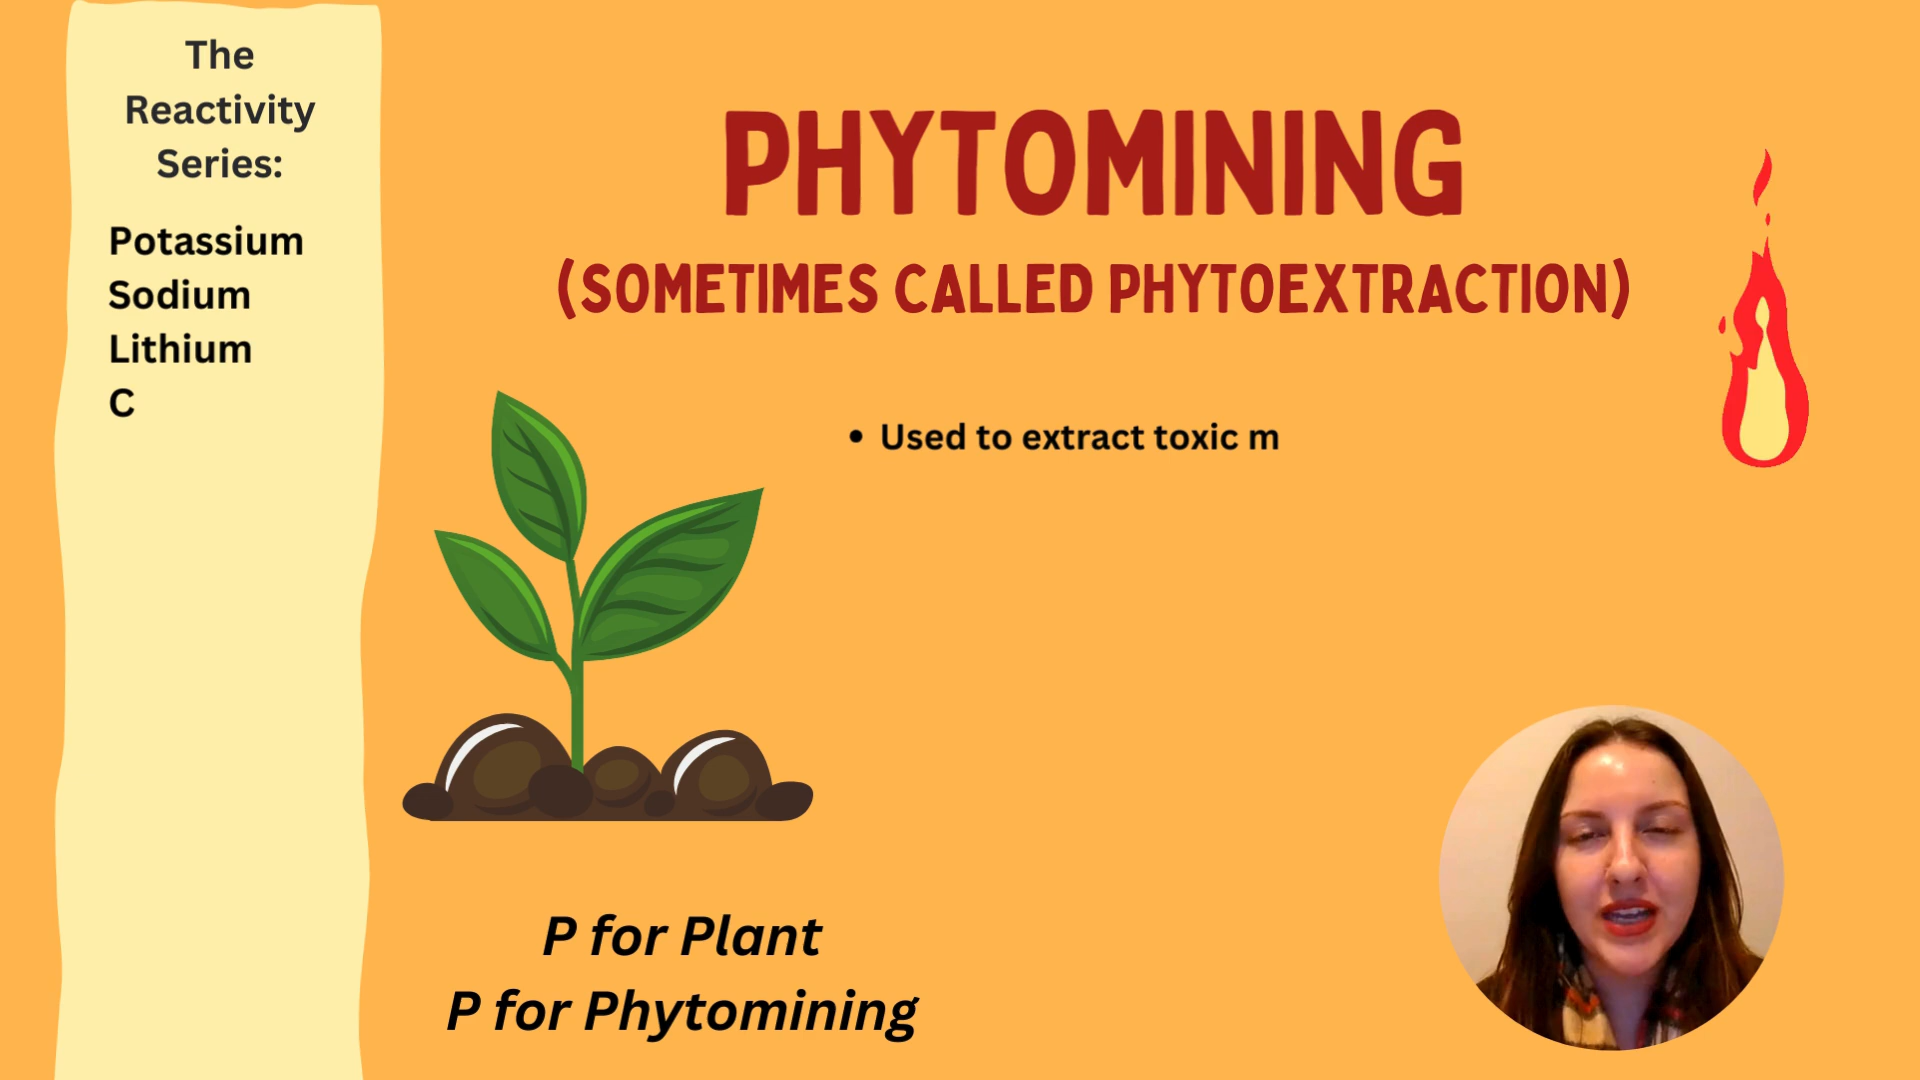 The
Reactivity
Series:
Potassium
Sodium
Lithium
C
PHYTOMINING
(SOMETIMES CALLED PHYTOEXTRACTION)
• Used to extract toxic m
P for Plant
P for Phytomining